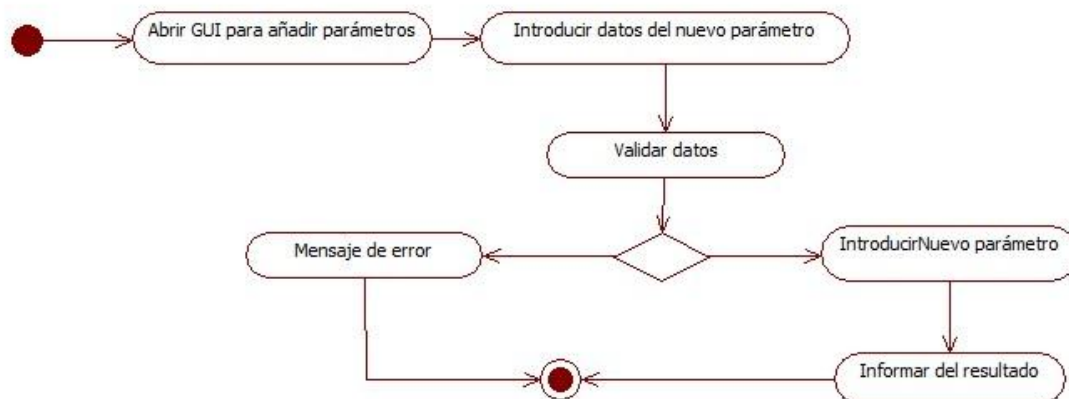 Abrir GUI para añadir parámetros
Introducir datos del nuevo parámetro
Validar datos
Mensaje de error
IntroducirNuevo parámetro
Informar del resultado